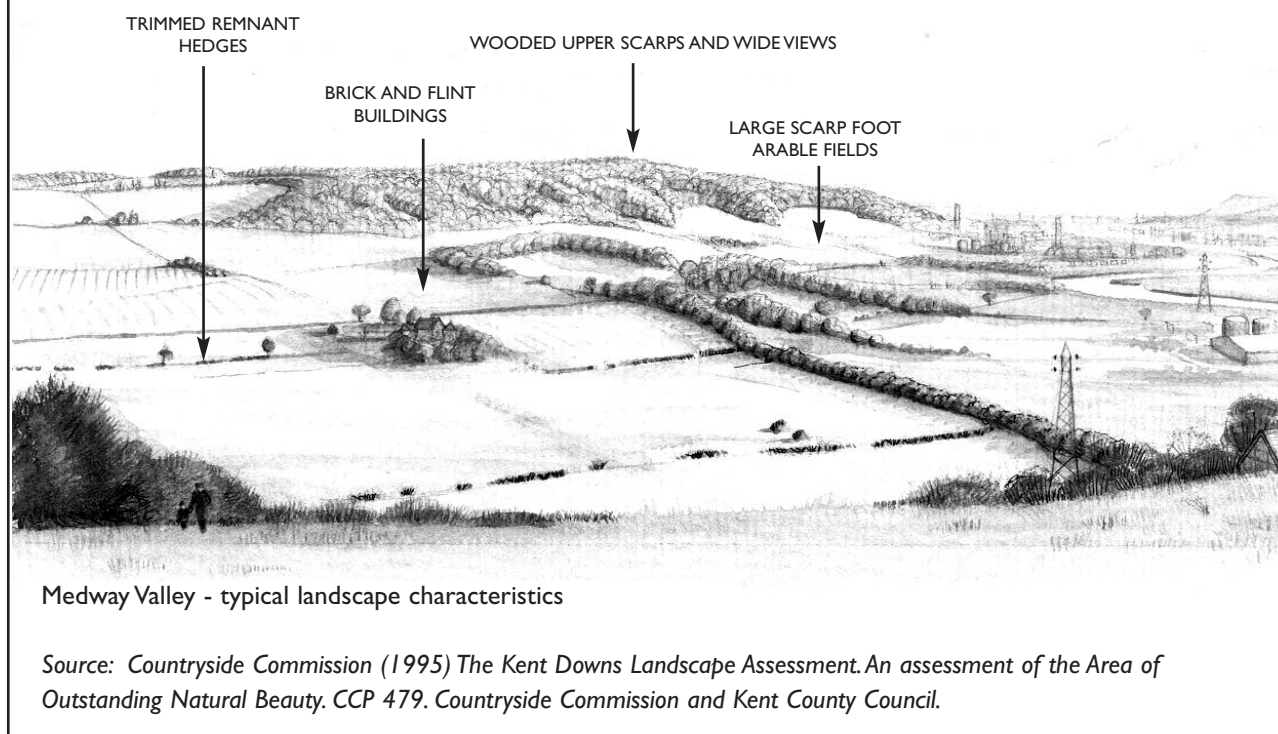 TRIMMED REMNANT
HEDGES
WOODED UPPER SCARPS AND WIDE VIEWS
BRICK AND FLINT
BUILDINGS
LARGE SCARP FOOT
ARABLE FIELDS
Medway Valley - typical landscape characteristics
Source: Countryside Commission (1995) The Kent Downs Landscape Assessment. An assessment of the Area of
Outstanding Natural Beauty. CCP 479. Countryside Commission and Kent County Council.